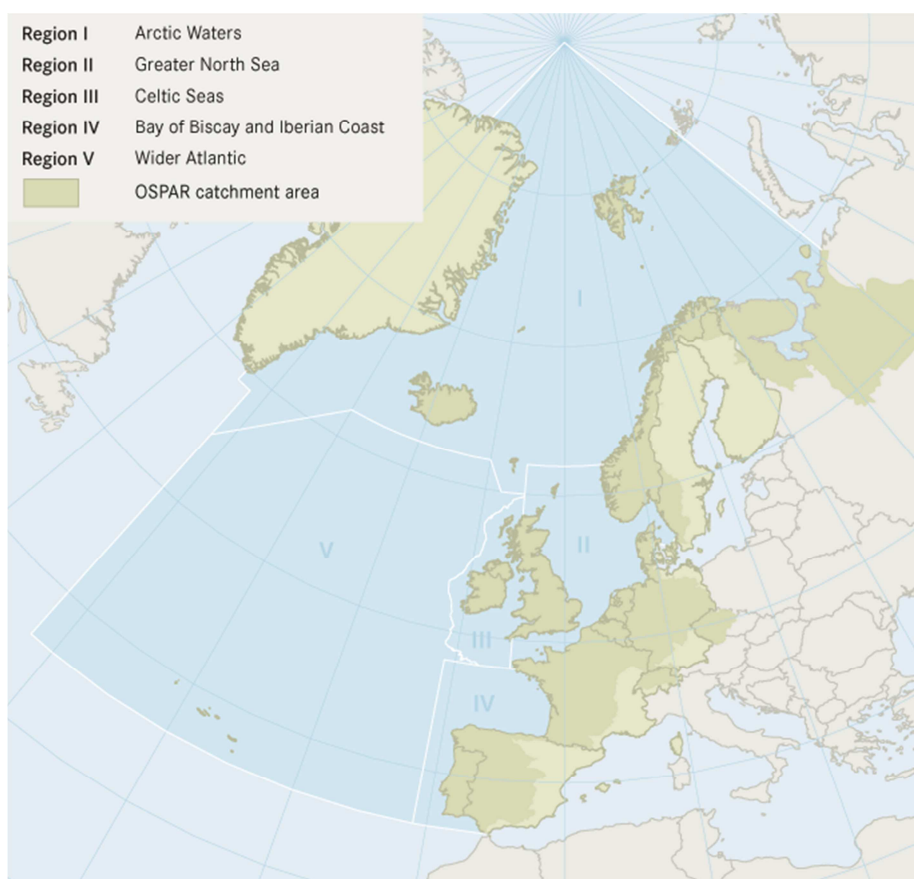 Region I Arctic Waters
Region II Greater North Sea
Region III Celtic Seas
Region IV Bay of Biscay and Iberian Coast
Region V Wider Atlantic
OSPAR catchment area
I
V
II
III
IV